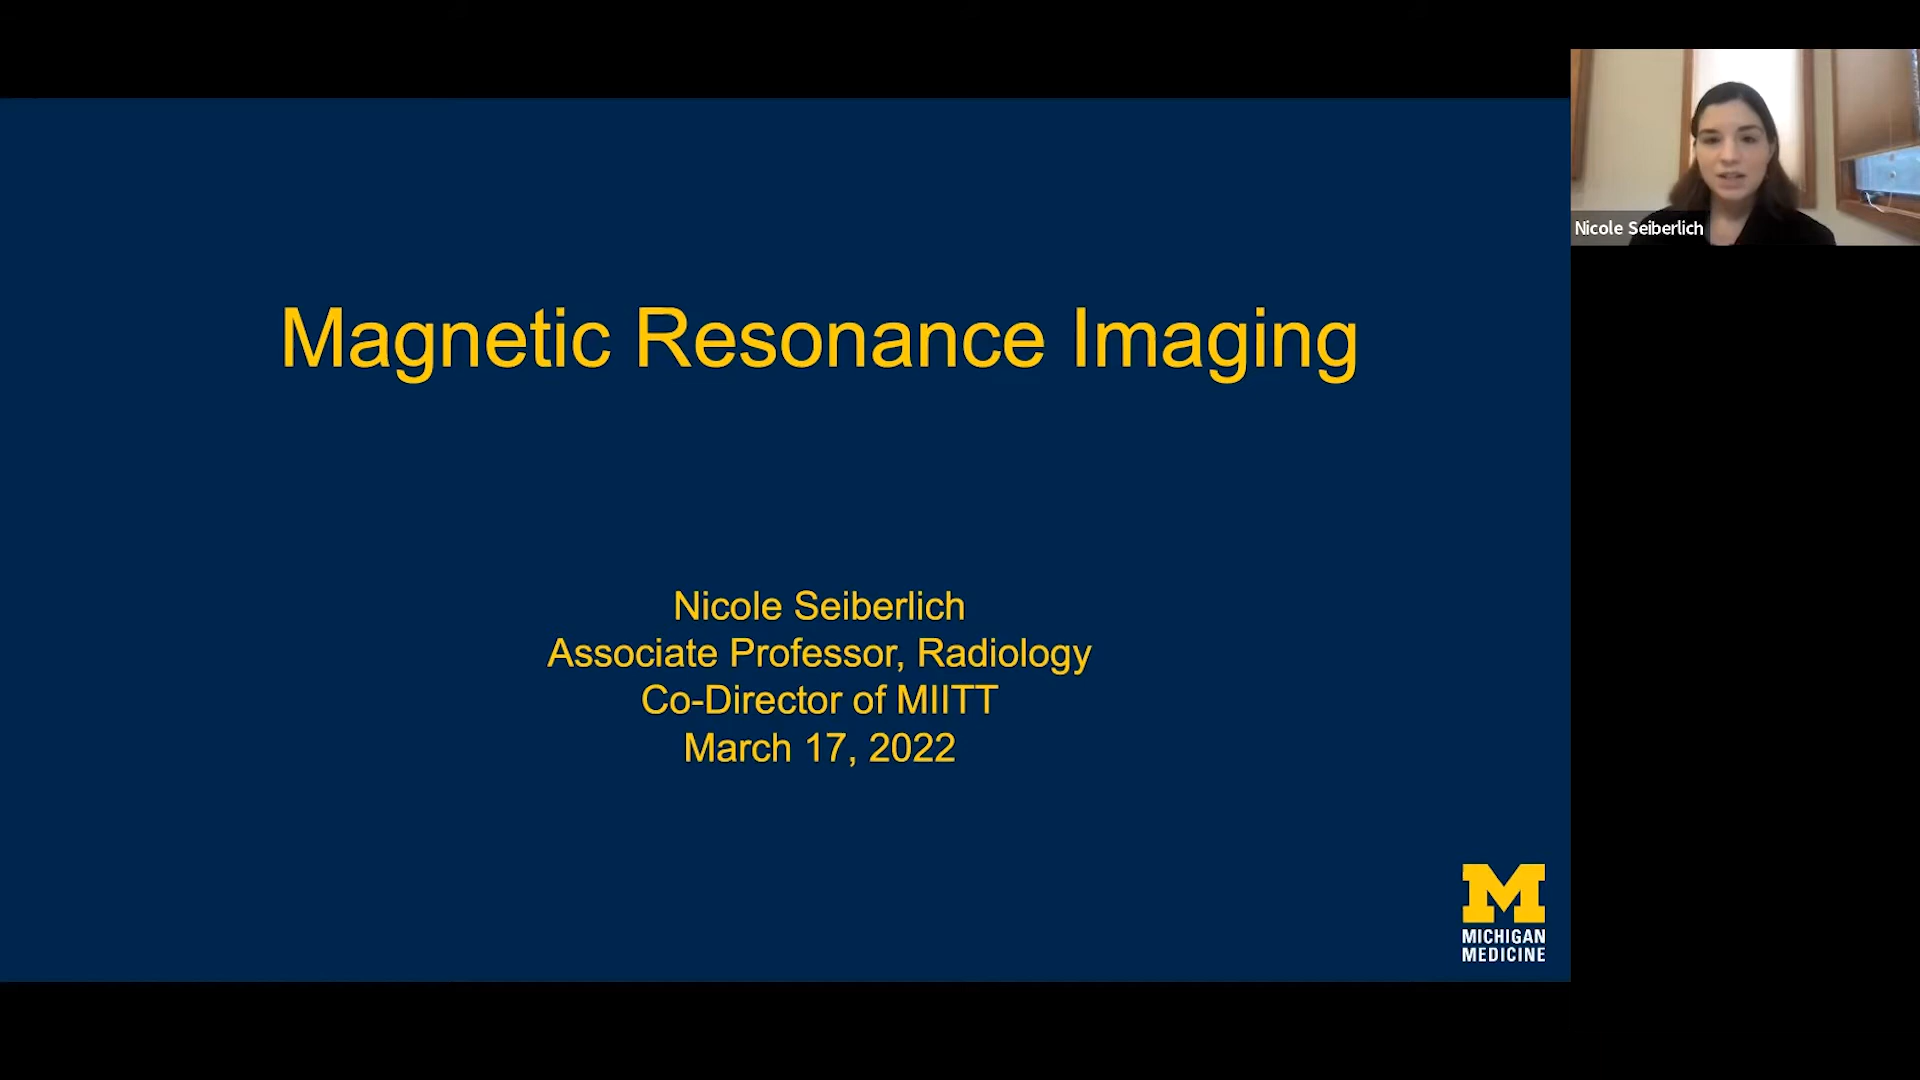 Magnetic Resonance Imaging
Nicole Seiberlich
Associate Professor, Radiology
Co-Director of MIITT
March 17, 2022
M
MICHIGAN
MEDICINE
Nicole Seiberlich